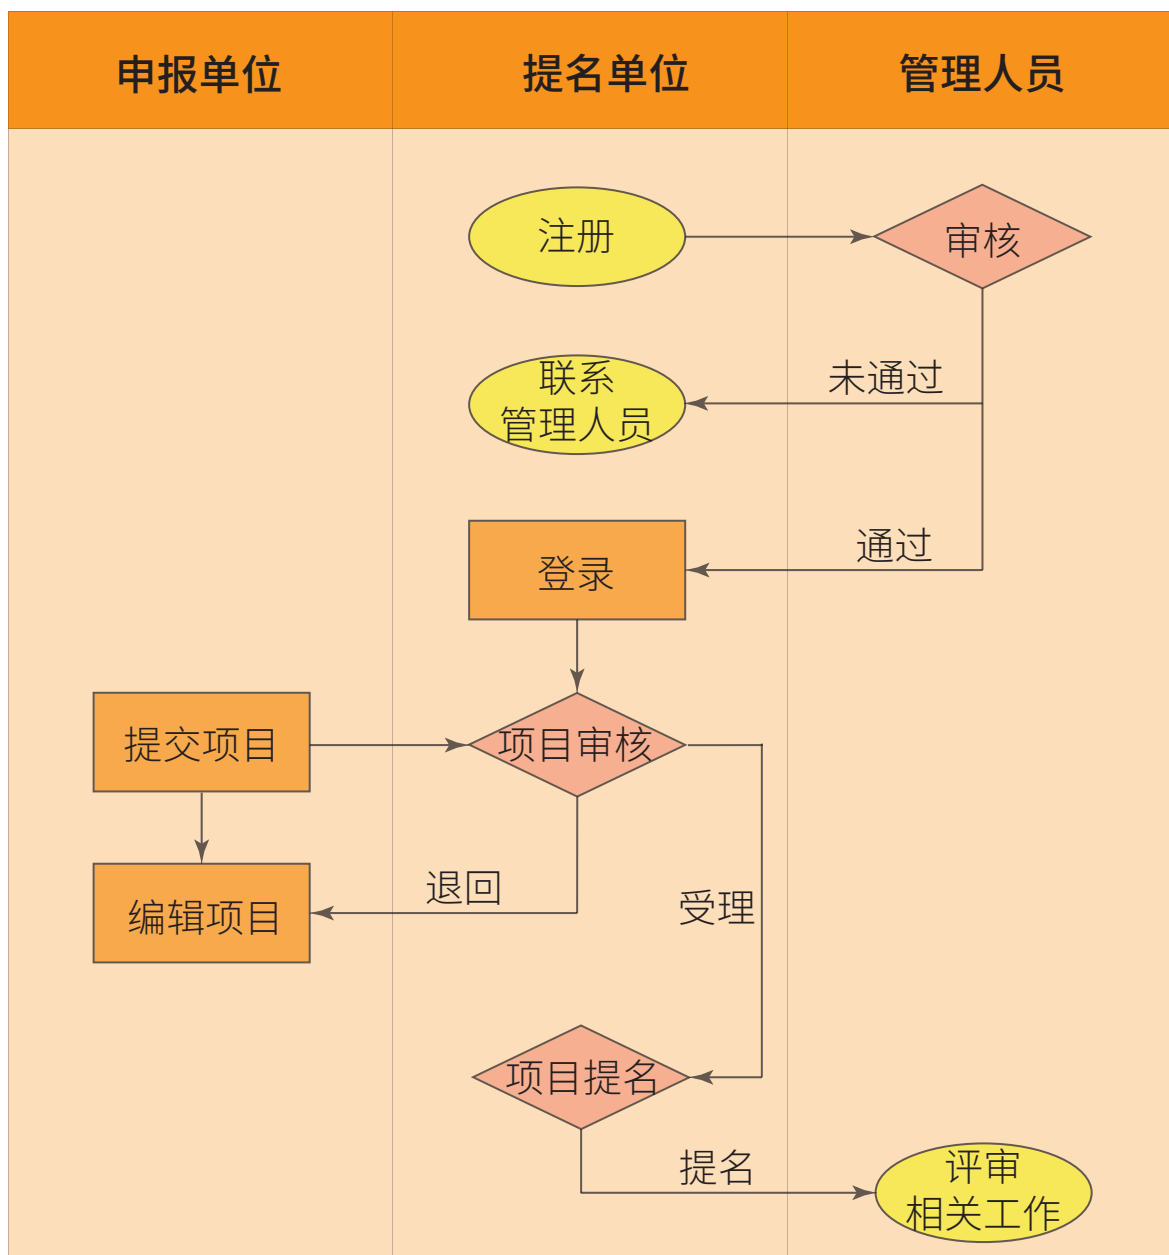 申报单位
提名单位
管理人员
注册
审核
未通过
联系
管理人员
通过
登录
提交项目
项目审核
退回
受理
编辑项目
项目提名
提名
评审
相关工作